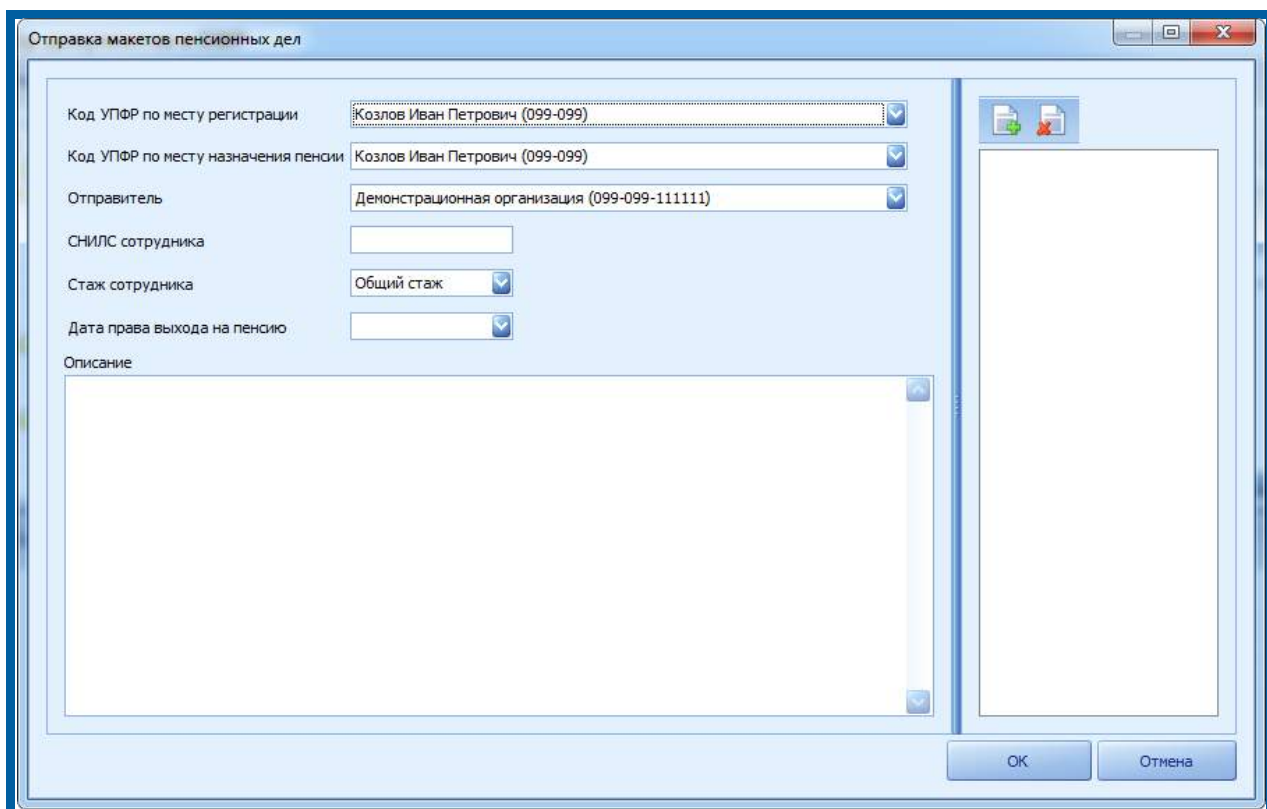 Отправка макетов пенсионных дел
Код УПФР по месту регистрации
Козлов Иван Петрович (099-099)
Код УПФР по месту назначения пенсии
Козлов Иван Петрович (099-099)
Отправитель
Демонстрационная организация (099-099-111111)
СНИЛС сотрудника
Стаж сотрудника
Общий стаж
Дата права выхода на пенсию
Описание
OK
Отмена